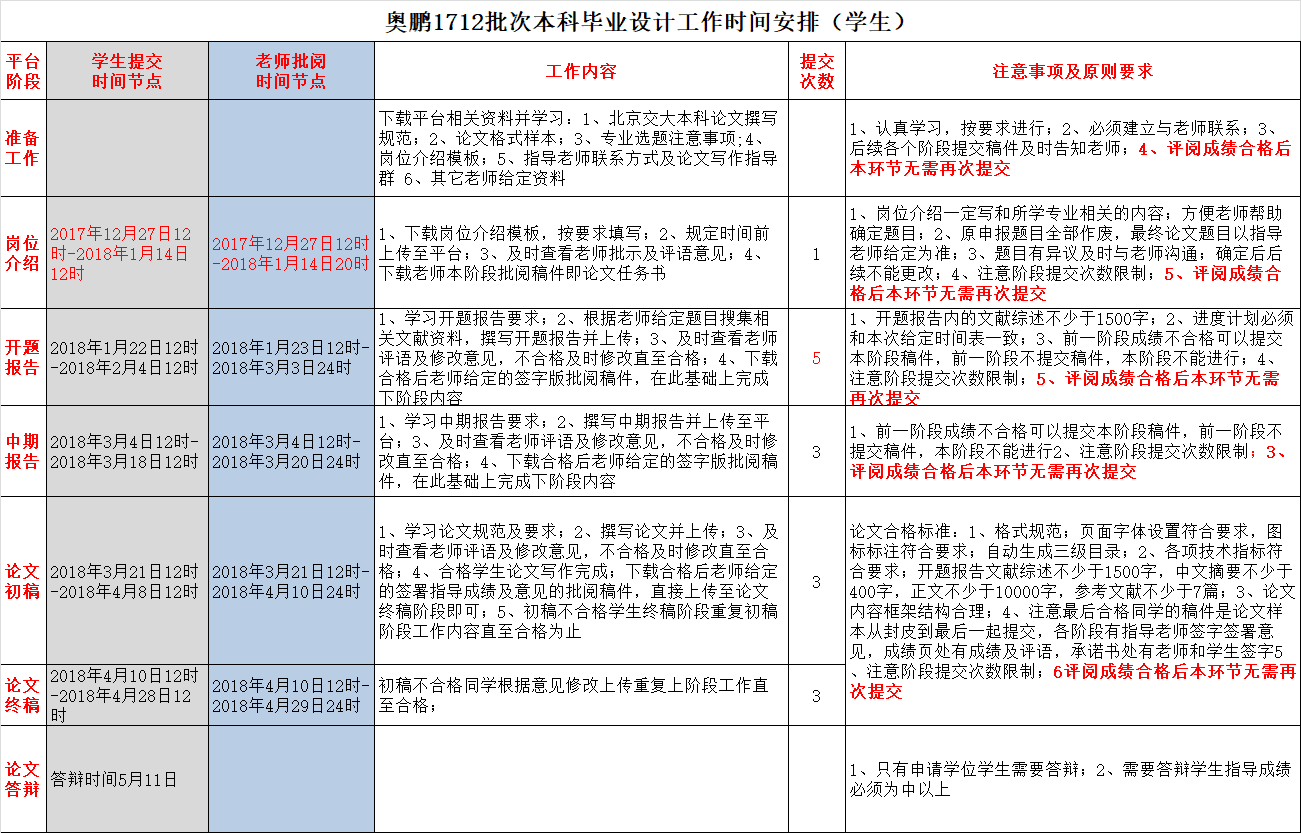 奥鹏1712批次本科毕业设计工作时间安排（学生）
平台
阶段
学生提交
时间节点
老师批阅
时间节点
工作内容
提交
次数
注意事项及原则要求
准备
工作
下载平台相关资料并学习：1、北京交大本科论文撰写
规范；2、论文格式样本；3、专业选题注意事项;4、
岗位介绍模板；5、指导老师联系方式及论文写作指导
群 6、其它老师给定资料
1、认真学习，按要求进行；2、必须建立与老师联系；3、
后续各个阶段提交稿件及时告知老师；4、评阅成绩合格后
本环节无需再次提交
岗位
介绍
2017年12月27日12
时-2018年1月14日
12时
2017年12月27日12时
-2018年1月14日20时
1、下载岗位介绍模板，按要求填写；2、规定时间前
上传至平台；3、及时查看老师批示及评语意见；4、
下载老师本阶段批阅稿件即论文任务书
1
1、岗位介绍一定写和所学专业相关的内容；方便老师帮助
确定题目；2、原申报题目全部作废，最终论文题目以指导
老师给定为准；3、题目有异议及时与老师沟通；确定后后
续不能更改；4、注意阶段提交次数限制；5、评阅成绩合
格后本环节无需再次提交
开题
报告
2018年1月22日12时
-2018年2月4日12时
2018年1月23日12时-
2018年3月3日24时
1、学习开题报告要求；2、根据老师给定题目搜集相
关文献资料，撰写开题报告并上传；3、及时查看老师
评语及修改意见，不合格及时修改直至合格；4、下载
合格后老师给定的签字版批阅稿件，在此基础上完成
下阶段内容
5
1、开题报告内的文献综述不少于1500字；2、进度计划必须
和本次给定时间表一致；3、前一阶段成绩不合格可以提交
本阶段稿件，前一阶段不提交稿件，本阶段不能进行；4、
注意阶段提交次数限制；5、评阅成绩合格后本环节无需
再次提交
中期
报告
2018年3月4日12时-
2018年3月18日12时
2018年3月4日12时-
2018年3月20日24时
1、学习中期报告要求；2、撰写中期报告并上传至平
台；3、及时查看老师评语及修改意见，不合格及时修
改直至合格；4、下载合格后老师给定的签字版批阅稿
件，在此基础上完成下阶段内容
3
1、前一阶段成绩不合格可以提交本阶段稿件，前一阶段不
提交稿件，本阶段不能进行2、注意阶段提交次数限制；3、
评阅成绩合格后本环节无需再次提交
论文
初稿
2018年3月21日12时
-2018年4月8日12时
2018年3月21日12时-
2018年4月10日24时
1、学习论文规范及要求；2、撰写论文并上传；3、及
时查看老师评语及修改意见，不合格及时修改直至合
格；4、合格学生论文写作完成；下载合格后老师给定
的签署指导成绩及意见的批阅稿件，直接上传至论文
终稿阶段即可；5、初稿不合格学生终稿阶段重复初稿
阶段工作内容直至合格为止
3
论文合格标准：1、格式规范；页面字体设置符合要求，图
标标注符合要求；自动生成三级目录；2、各项技术指标符
合要求；开题报告文献综述不少于1500字，中文摘要不少于
400字，正文不少于10000字，参考文献不少于7篇；3、论文
内容框架结构合理；4、注意最后合格同学的稿件是论文样
本从封皮到最后一起提交，各阶段有指导老师签字签署意
见，成绩页处有成绩及评语，承诺书处有老师和学生签字5
、注意阶段提交次数限制；6评阅成绩合格后本环节无需再
次提交
论文
终稿
2018年4月10日12时
-2018年4月28日12
时
2018年4月10日12时-
2018年4月29日24时
初稿不合格同学根据意见修改上传重复上阶段工作直
至合格；
3
论文
答辩
答辩时间5月11日
1、只有申请学位学生需要答辩；2、需要答辩学生指导成绩
必须为中以上